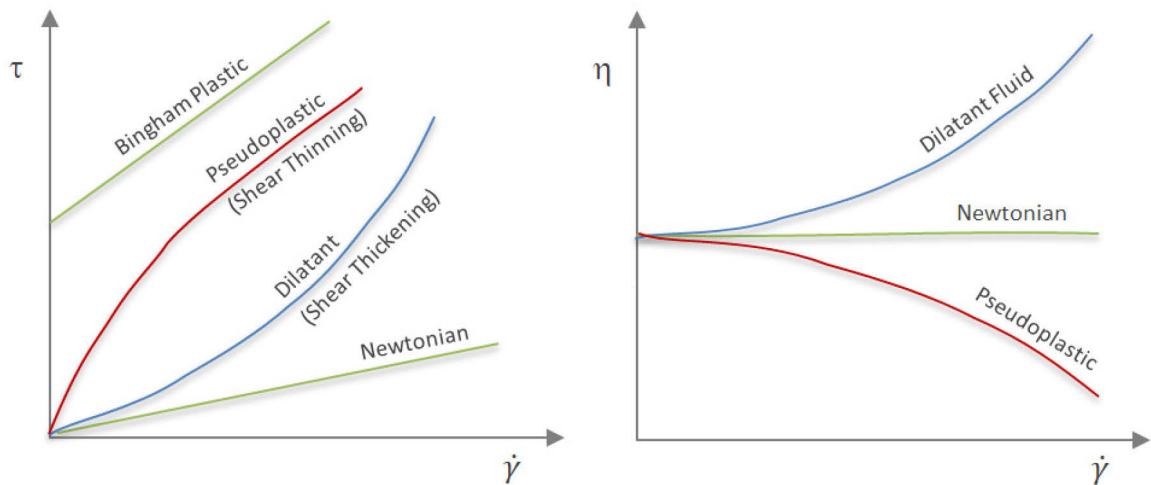 τ
Bingham Plastic
Pseudoplastic
(Shear Thinning)
Dilatant
(Shear Thickening)
Newtonian
γ̇
η
Dilatant Fluid
Newtonian
Pseudoplastic
γ̇